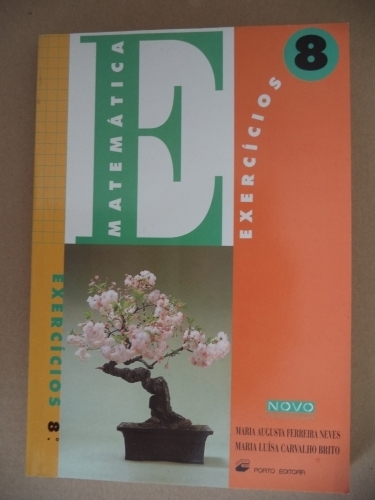 MATEMÁTICA
E
EXERCÍCIOS
8
EXERCÍCIOS 8.º
NOVO
MARIA AUGUSTA FERREIRA NEVES
MARIA LUÍSA CARVALHO BRITO
PORTO EDITORA